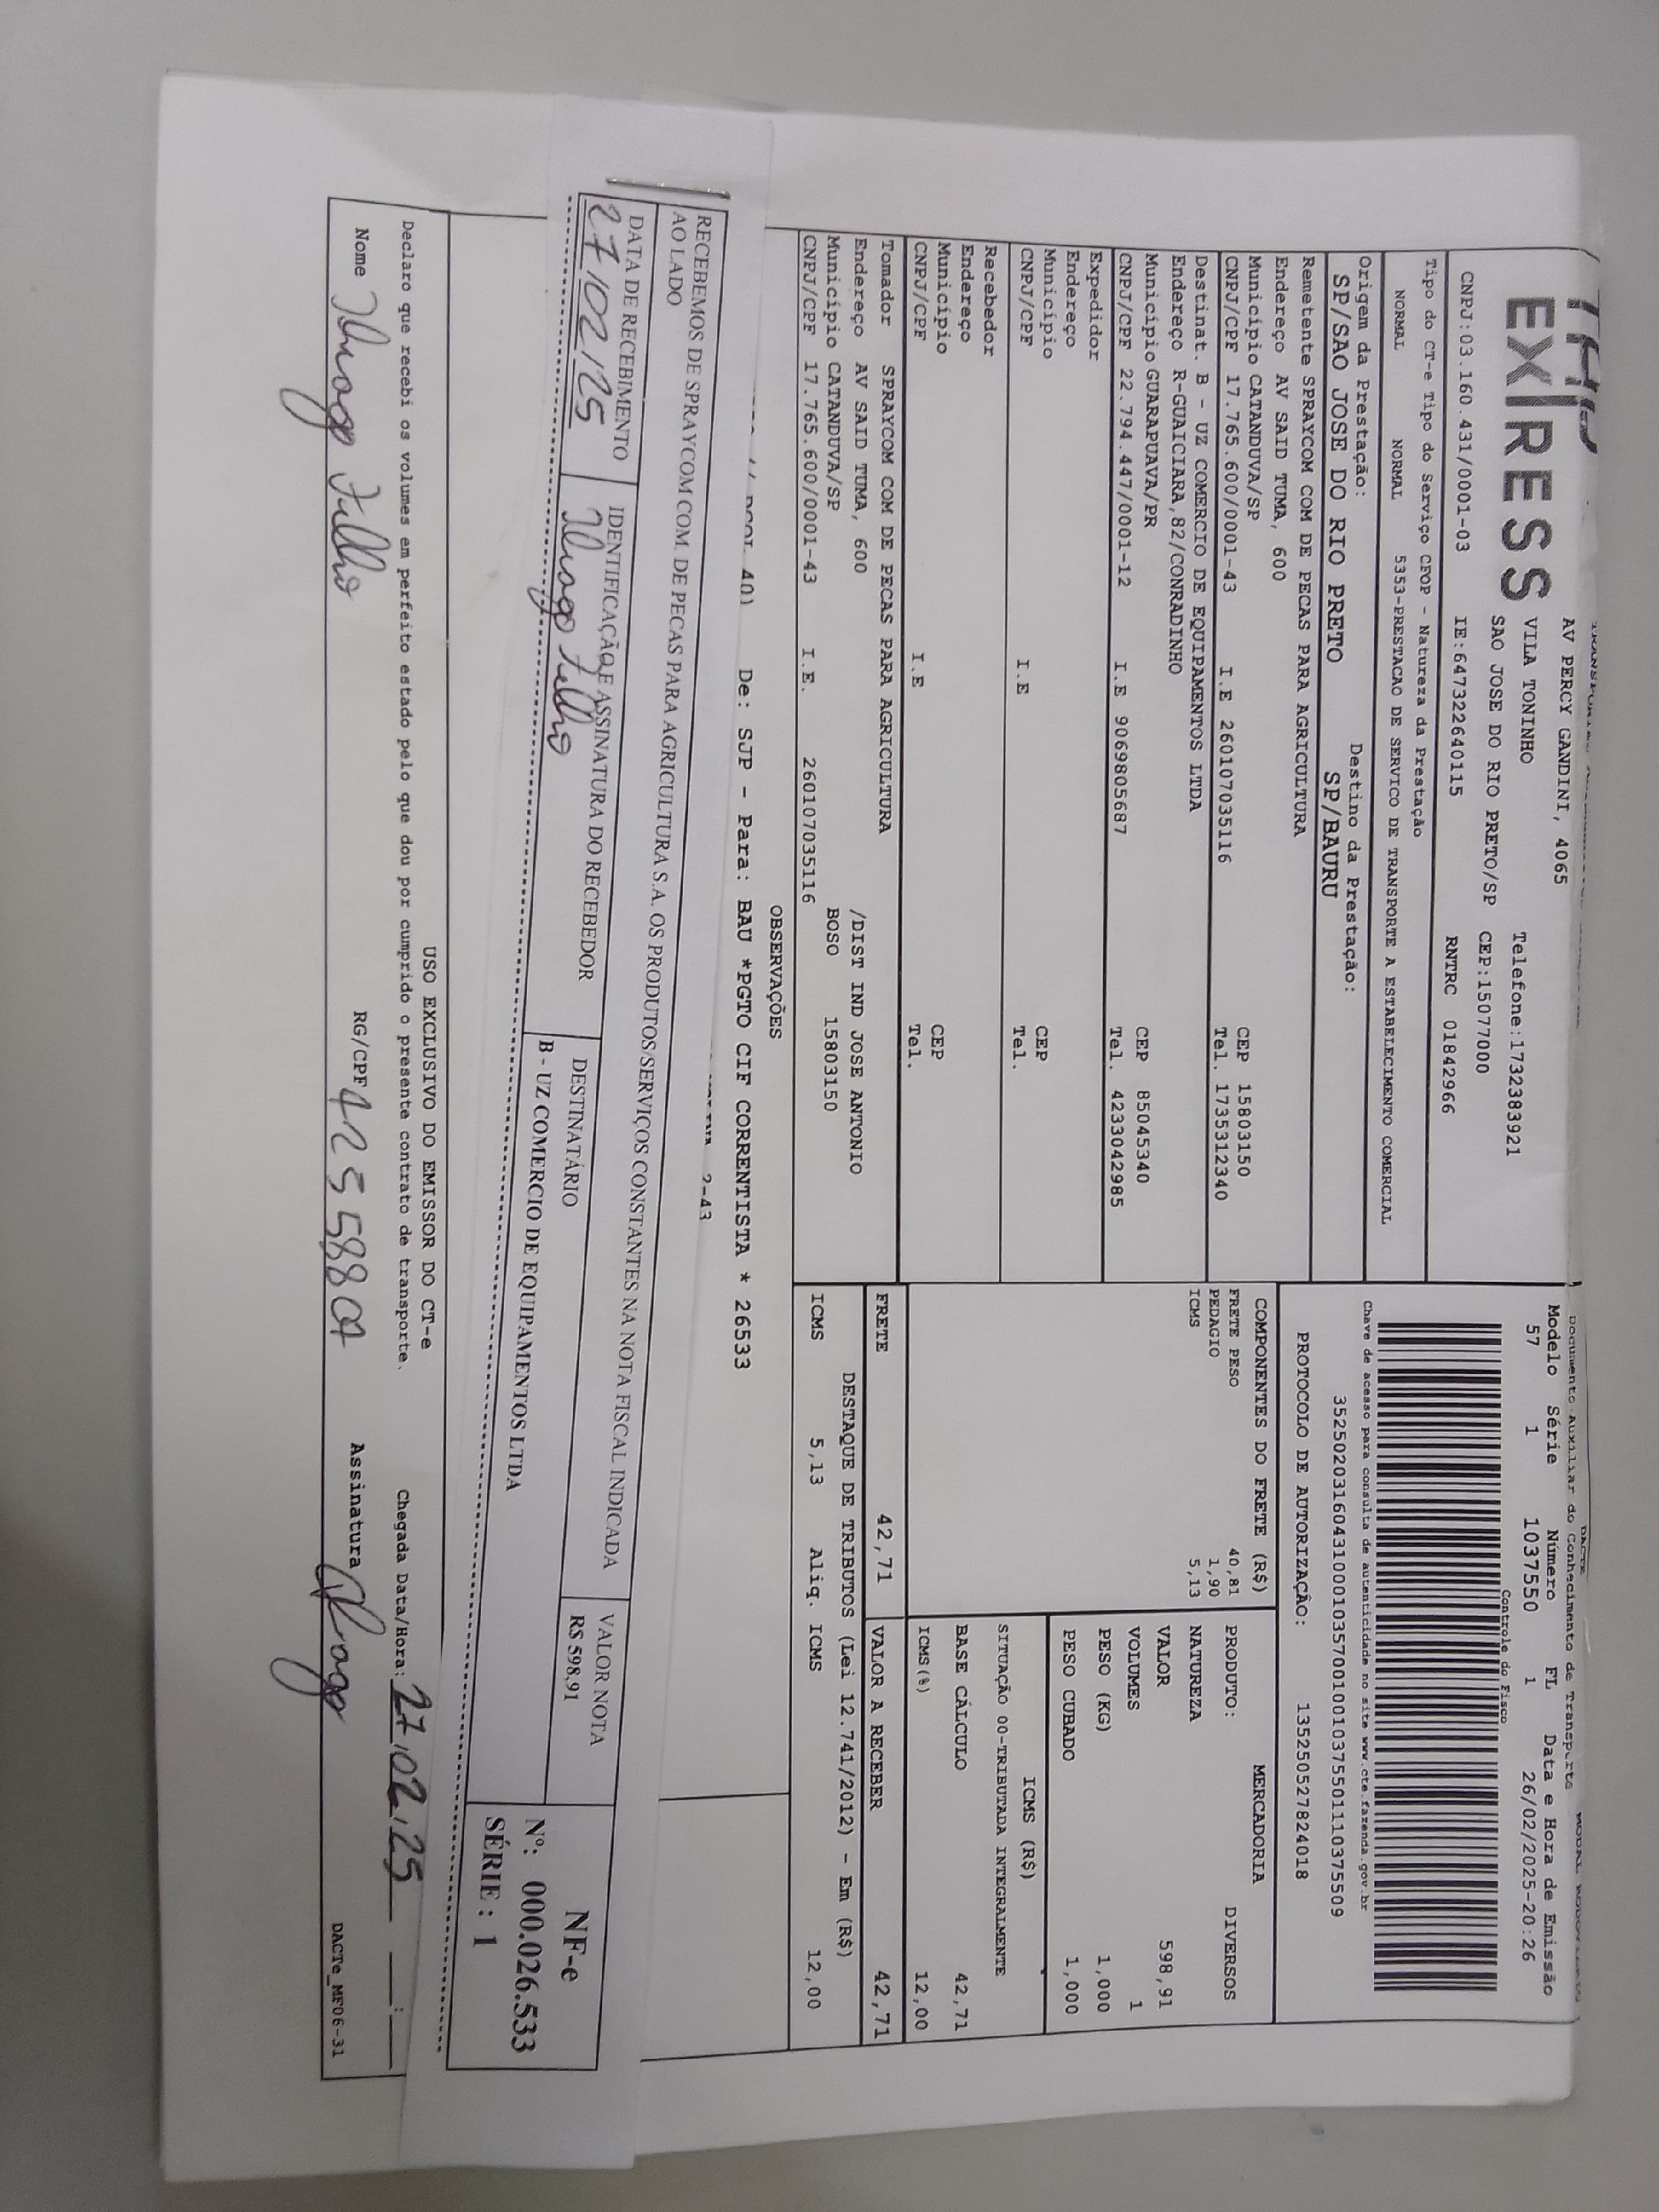 EXPRESS
AV PERCY GANDINI, 4065
VILA TONINHO
Telefone:1732383921
SAO JOSE DO RIO PRETO/SP CEP:15077000
CNPJ:03.160.431/0001-03 IE:647322640115 RNTRC 01842966
Tipo do CT-e Tipo do Serviço CFOP - Natureza da Prestação
NORMAL NORMAL 5353-PRESTACAO DE SERVICO DE TRANSPORTE A ESTABELECIMENTO COMERCIAL
Origem da Prestação: Destino da Prestação:
SP/SAO JOSE DO RIO PRETO SP/BAURU
Remetente SPRAYCOM COM DE PECAS PARA AGRICULTURA
Endereço AV SAID TUMA, 600
Município CATANDUVA/SP CEP 15803150
CNPJ/CPF 17.765.600/0001-43 I.E 260107035116 Tel. 1735312340
Destinat. B - UZ COMERCIO DE EQUIPAMENTOS LTDA
Endereço R-GUAICIARA,82/CONRADINHO
Município GUARAPUAVA/PR CEP 85045340
CNPJ/CPF 22.794.447/0001-12 I.E 9069805687 Tel. 4233042985
Expedidor
Endereço
Município CEP
CNPJ/CPF I.E Tel.
Recebedor
Endereço
Município CEP
CNPJ/CPF I.E Tel.
Tomador SPRAYCOM COM DE PECAS PARA AGRICULTURA
Endereço AV SAID TUMA, 600 /DIST IND JOSE ANTONIO
Município CATANDUVA/SP BOSO 15803150
CNPJ/CPF 17.765.600/0001-43 I.E. 260107035116
Documento Auxiliar do Conhecimento de Transporte
Modelo Série Número FL Data e Hora de Emissão
57 1 1037550 1 26/02/2025-20:26
Controle do Fisco
Chave de acesso para consulta de autenticidade no site www.cte.fazenda.gov.br
35250203160431000103570010010375501110375509
PROTOCOLO DE AUTORIZAÇÃO: 135250527824018
COMPONENTES DO FRETE (R$)
FRETE PESO 40,81
PEDAGIO 1,90
ICMS 5,13
MERCADORIA
PRODUTO: DIVERSOS
NATUREZA
VALOR 598,91
VOLUMES 1
PESO (KG) 1,000
PESO CUBADO 1,000
ICMS (R$)
SITUAÇÃO 00-TRIBUTADA INTEGRALMENTE
BASE CÁLCULO 42,71
ICMS(%) 12,00
FRETE 42,71 VALOR A RECEBER 42,71
DESTAQUE DE TRIBUTOS (Lei 12.741/2012) - Em (R$)
ICMS 5,13 Aliq. ICMS 12,00
OBSERVAÇÕES
De: SJP - Para: BAU *PGTO CIF CORRENTISTA * 26533
RECEBEMOS DE SPRAYCOM COM. DE PECAS PARA AGRICULTURA S.A. OS PRODUTOS/SERVIÇOS CONSTANTES NA NOTA FISCAL INDICADA
AO LADO
DATA DE RECEBIMENTO IDENTIFICAÇÃO E ASSINATURA DO RECEBEDOR DESTINATÁRIO VALOR NOTA
27/02/25 Thiago Filho B - UZ COMERCIO DE EQUIPAMENTOS LTDA R$ 598,91
NF-e
Nº: 000.026.533
SÉRIE : 1
USO EXCLUSIVO DO EMISSOR DO CT-e
Declaro que recebi os volumes em perfeito estado pelo que dou por cumprido o presente contrato de transporte. Chegada Data/Hora: 27.02.25 :
Nome Thiago Filho RG/CPF Assinatura Thiago
DACTe_MF06-31